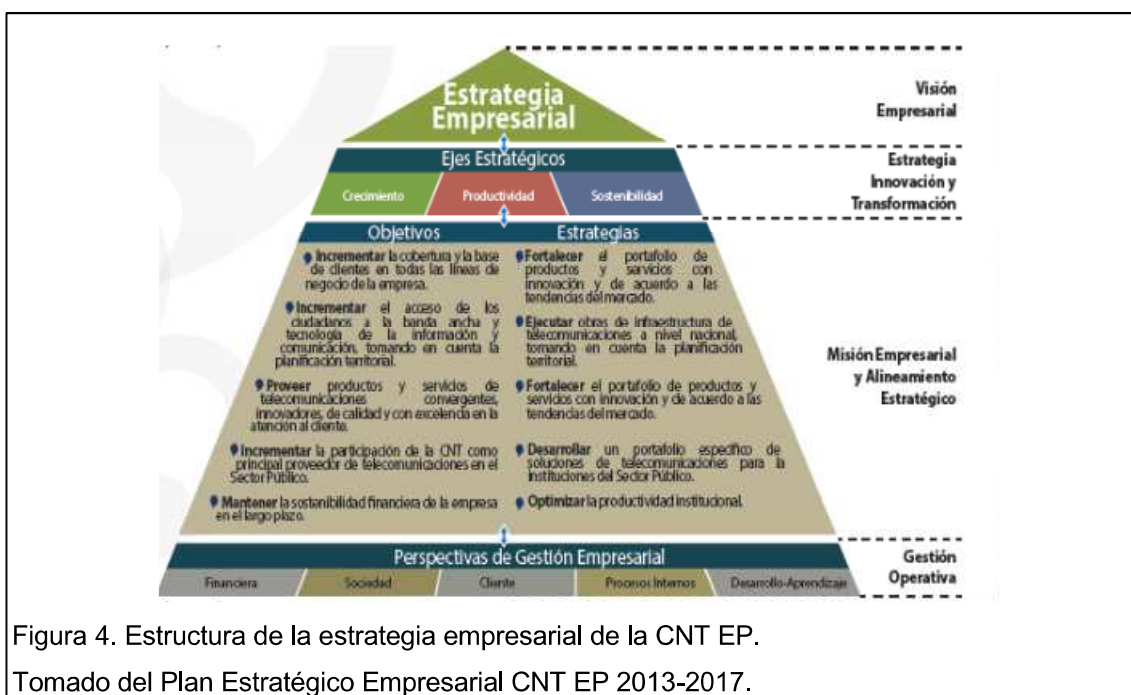 Estrategia
Empresarial
Visión
Empresarial
Ejes Estratégicos
Crecimiento
Productividad
Sostenibilidad
Estrategia
Innovación y
Transformación
Objetivos
Incrementar la cobertura y la base
de clientes en todas las líneas de
negocio de la empresa.
Incrementar el acceso de los
ciudadanos a la banda ancha y
tecnología de la información y
comunicación, tomando en cuenta la
planificación territorial.
Proveer productos y servicios de
telecomunicaciones convergentes,
innovadores, de calidad y con excelencia en la
atención al cliente.
Incrementar la participación de la CNT como
principal proveedor de telecomunicaciones en el
Sector Público.
Mantener la sostenibilidad financiera de la empresa
en el largo plazo.
Estrategias
Fortalecer el portafolio de
productos y servicios con
innovación y de acuerdo a las
tendencias del mercado.
Ejecutar obras de infraestructura de
telecomunicaciones a nivel nacional,
tomando en cuenta la planificación
territorial.
Fortalecer el portafolio de productos y
servicios con innovación y de acuerdo a las
tendencias del mercado.
Desarrollar un portafolio específico de
soluciones de telecomunicaciones para la
instituciones del Sector Público.
Optimizar la productividad institucional.
Misión Empresarial
y Alineamiento
Estratégico
Perspectivas de Gestión Empresarial
Financiera
Sociedad
Cliente
Procesos Internos
Desarrollo-Aprendizaje
Gestión
Operativa
Figura 4. Estructura de la estrategia empresarial de la CNT EP.
Tomado del Plan Estratégico Empresarial CNT EP 2013-2017.